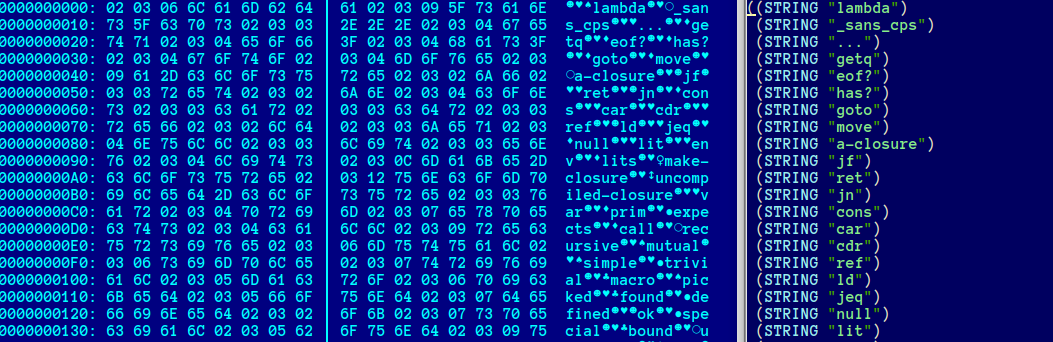 0000000000: 02 03 06 6C 61 6D 62 64 61 02 03 09 5F 73 61 6E ☻♥♠lambda☻♥○_san ((STRING "lambda")
0000000010: 73 5F 63 70 73 02 03 03 2E 2E 2E 02 03 04 67 65 s_cps☻♥♥...☻♥♦ge (STRING "_sans_cps")
0000000020: 74 71 02 03 04 65 6F 66 3F 02 03 04 68 61 73 3F tq☻♥♦eof?☻♥♦has? (STRING "...")
0000000030: 02 03 04 67 6F 74 6F 02 03 04 6D 6F 76 65 02 03 ☻♥♦goto☻♥♦move☻♥ (STRING "getq")
0000000040: 09 61 2D 63 6C 6F 73 75 72 65 02 03 02 6A 66 02 ○a-closure☻♥☻jf☻ (STRING "eof?")
0000000050: 03 03 72 65 74 02 03 02 6A 6E 02 03 04 63 6F 6E ♥♥ret☻♥☻jn☻♥♦con (STRING "has?")
0000000060: 73 02 03 03 63 61 72 02 03 03 63 64 72 02 03 03 s☻♥♥car☻♥♥cdr☻♥♥ (STRING "goto")
0000000070: 72 65 66 02 03 02 6C 64 02 03 03 6A 65 71 02 03 ref☻♥☻ld☻♥♥jeq☻♥ (STRING "move")
0000000080: 04 6E 75 6C 6C 02 03 03 6C 69 74 02 03 03 65 6E ♦null☻♥♥lit☻♥♥en (STRING "a-closure")
0000000090: 76 02 03 04 6C 69 74 73 02 03 0C 6D 61 6B 65 2D v☻♥♦lits☻♥♀make- (STRING "jf")
00000000A0: 63 6C 6F 73 75 72 65 02 03 12 75 6E 63 6F 6D 70 closure☻♥↕uncomp (STRING "ret")
00000000B0: 69 6C 65 64 2D 63 6C 6F 73 75 72 65 02 03 03 76 iled-closure☻♥♥v (STRING "jn")
00000000C0: 61 72 02 03 04 70 72 69 6D 02 03 07 65 78 70 65 ar☻♥♦prim☻♥•expe (STRING "cons")
00000000D0: 63 74 73 02 03 04 63 61 6C 6C 02 03 09 72 65 63 cts☻♥♦call☻♥○rec (STRING "car")
00000000E0: 75 72 73 69 76 65 02 03 06 6D 75 74 75 61 6C 02 ursive☻♥♠mutual☻ (STRING "cdr")
00000000F0: 03 06 73 69 6D 70 6C 65 02 03 07 74 72 69 76 69 ♥♠simple☻♥•trivi (STRING "ref")
0000000100: 61 6C 02 03 05 6D 61 63 72 6F 02 03 06 70 69 63 al☻♥♣macro☻♥♠pic (STRING "ld")
0000000110: 6B 65 64 02 03 05 66 6F 75 6E 64 02 03 07 64 65 ked☻♥♣found☻♥•de (STRING "jeq")
0000000120: 66 69 6E 65 64 02 03 02 6F 6B 02 03 07 73 70 65 fined☻♥☻ok☻♥•spe (STRING "null")
0000000130: 63 69 61 6C 02 03 05 62 6F 75 6E 64 02 03 09 75 cial☻♥♣bound☻♥○u (STRING "lit")